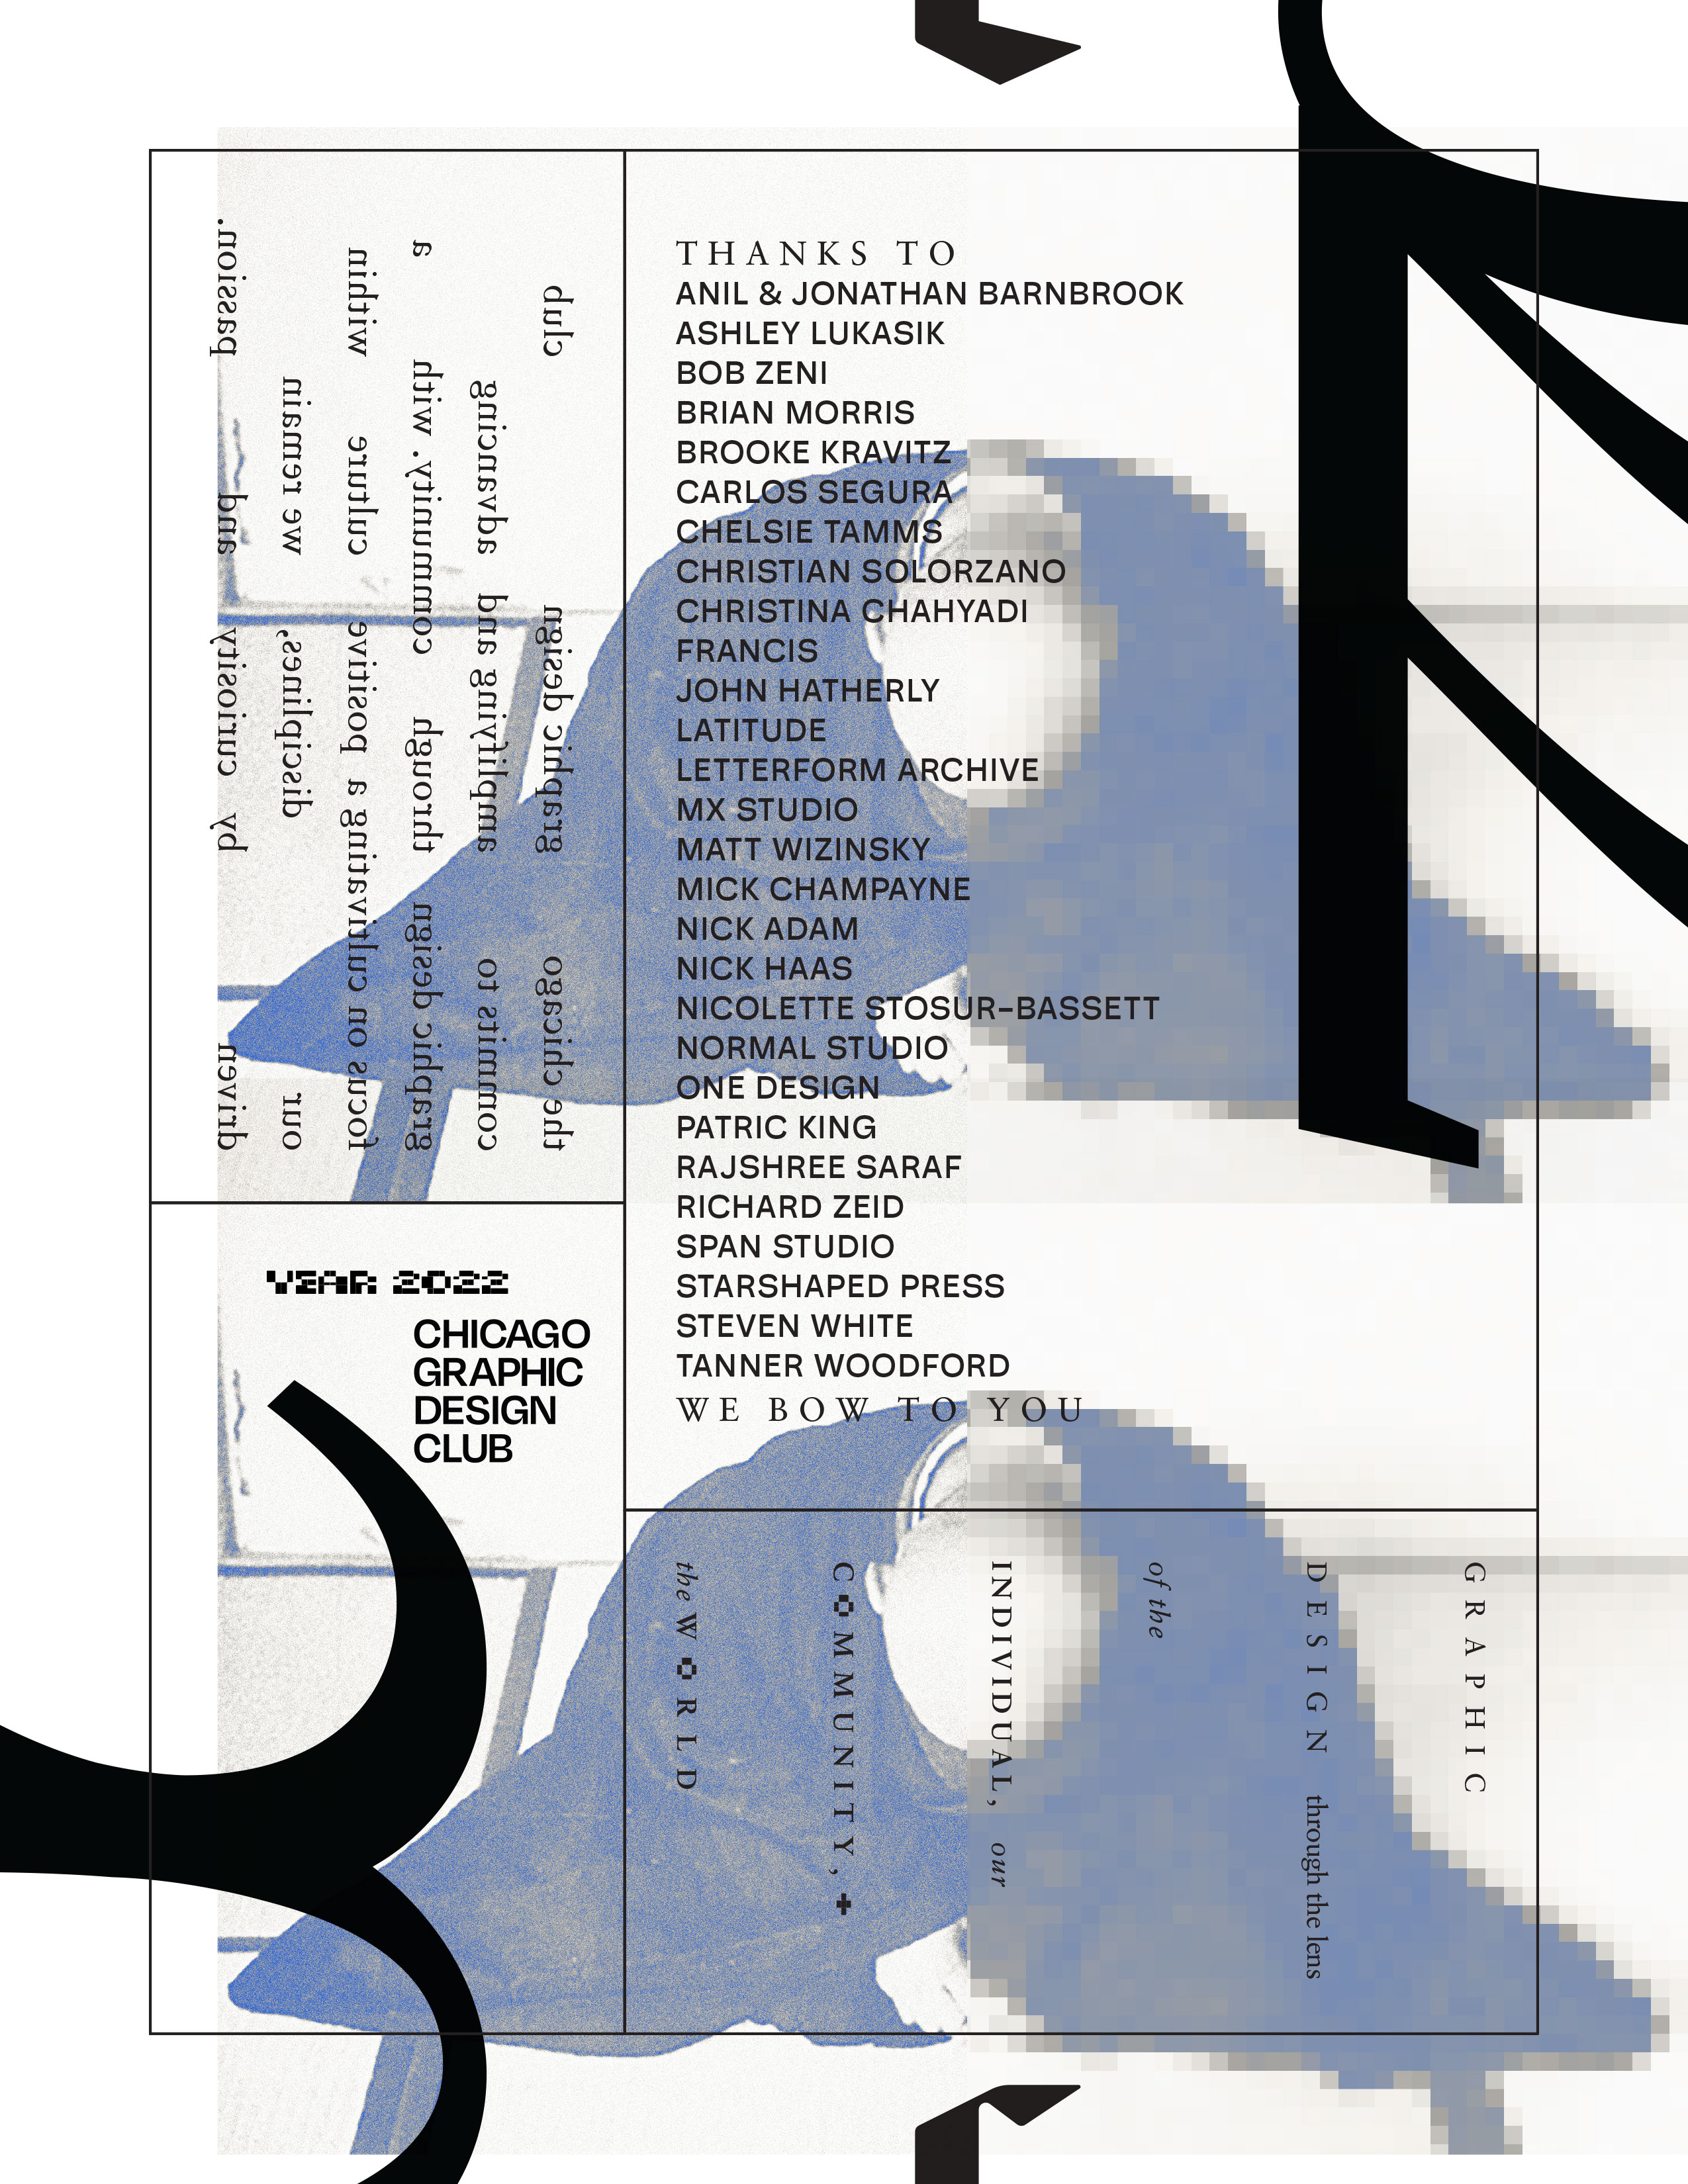 the chicago graphic design club
commits to amplifying and advancing
graphic design through community. with a
focus on cultivating a positive culture within
our disciplines, we remain
driven by curiosity and passion.
THANKS TO
ANIL & JONATHAN BARNBROOK
ASHLEY LUKASIK
BOB ZENI
BRIAN MORRIS
BROOKE KRAVITZ
CARLOS SEGURA
CHELSIE TAMMS
CHRISTIAN SOLORZANO
CHRISTINA CHAHYADI
FRANCIS
JOHN HATHERLY
LATITUDE
LETTERFORM ARCHIVE
MX STUDIO
MATT WIZINSKY
MICK CHAMPAYNE
NICK ADAM
NICK HAAS
NICOLETTE STOSUR-BASSETT
NORMAL STUDIO
ONE DESIGN
PATRIC KING
RAJSHREE SARAF
RICHARD ZEID
SPAN STUDIO
STARSHAPED PRESS
STEVEN WHITE
TANNER WOODFORD
WE BOW TO YOU
YEAR 2022
CHICAGO
GRAPHIC
DESIGN
CLUB
GRAPHIC
DESIGN through the lens
of the
INDIVIDUAL, our
COMMUNITY, +
the WORLD